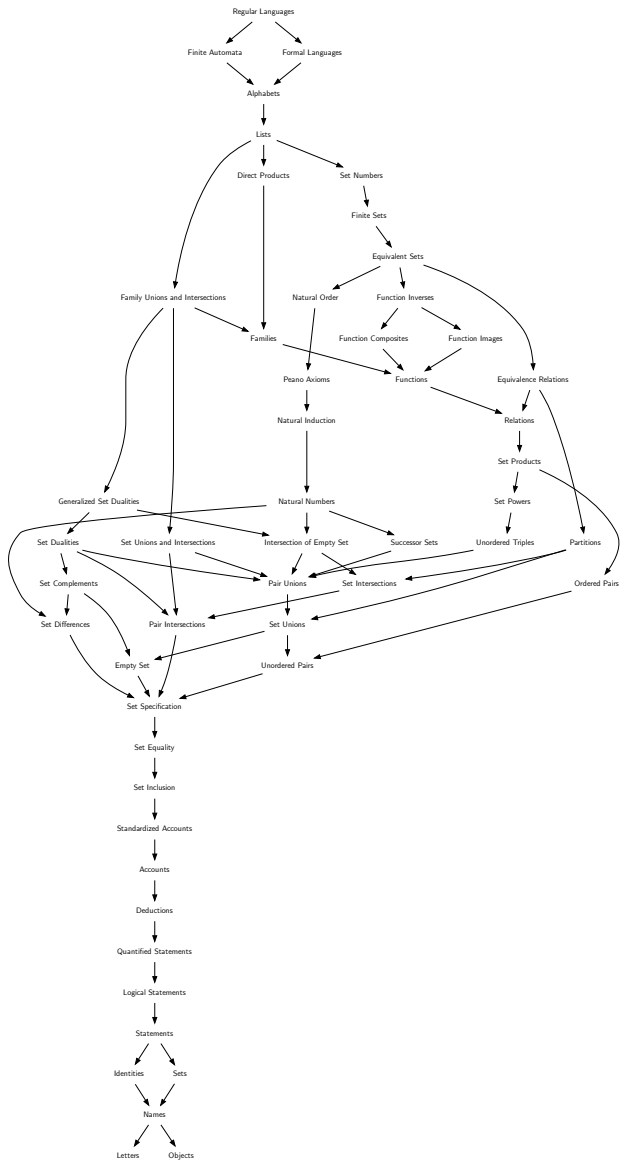 Regular Languages
Finite Automata
Formal Languages
Alphabets
Lists
Direct Products
Set Numbers
Finite Sets
Equivalent Sets
Family Unions and Intersections
Natural Order
Function Inverses
Families
Function Composites
Function Images
Peano Axioms
Functions
Equivalence Relations
Natural Induction
Relations
Set Products
Generalized Set Dualities
Natural Numbers
Set Powers
Set Dualities
Set Unions and Intersections
Intersection of Empty Set
Successor Sets
Unordered Triples
Partitions
Set Complements
Pair Unions
Set Intersections
Ordered Pairs
Set Differences
Pair Intersections
Set Unions
Empty Set
Unordered Pairs
Set Specification
Set Equality
Set Inclusion
Standardized Accounts
Accounts
Deductions
Quantified Statements
Logical Statements
Statements
Identities
Sets
Names
Letters
Objects